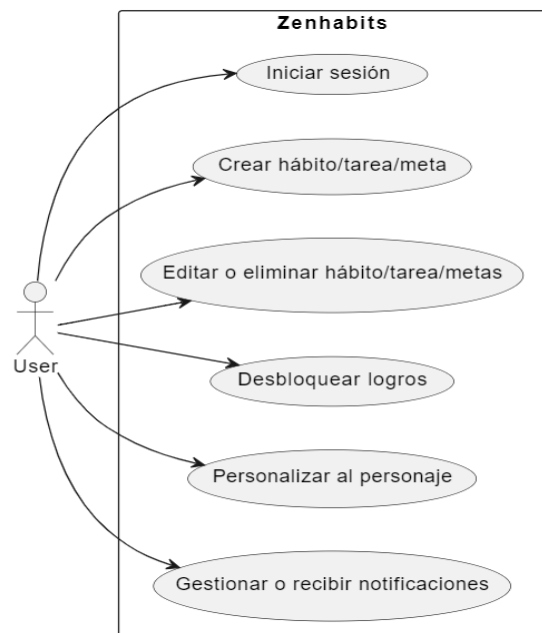 Zenhabits
Iniciar sesión
Crear hábito/tarea/meta
Editar o eliminar hábito/tarea/metas
User
Desbloquear logros
Personalizar al personaje
Gestionar o recibir notificaciones